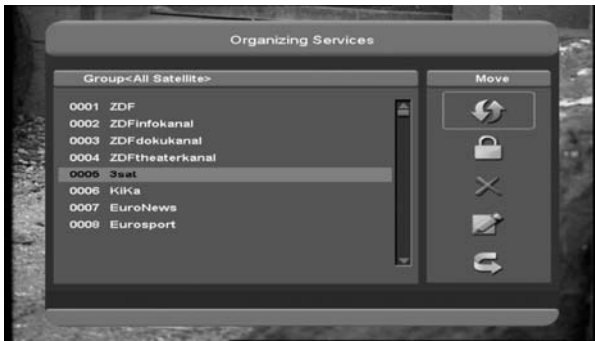 Organizing Services
Group<All Satellite>
Move
0001 ZDF
0002 ZDFinfokanal
0003 ZDFdokukanal
0004 ZDFtheaterkanal
0005 3sat
0006 KiKa
0007 EuroNews
0008 Eurosport